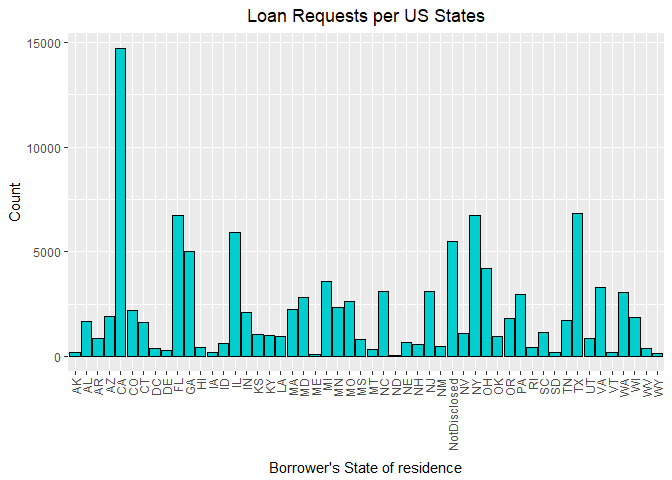 Loan Requests per US States
Count
15000
10000
5000
0
AK AL AR AZ CA CO CT DC DE FL GA HI IA ID IL IN KS KY LA MA MD ME MI MN MO MS MT NC ND NE NH NJ NM NotDisclosed NV NY OH OK OR PA RI SC SD TN TX UT VA VT WA WI WV WY
Borrower's State of residence